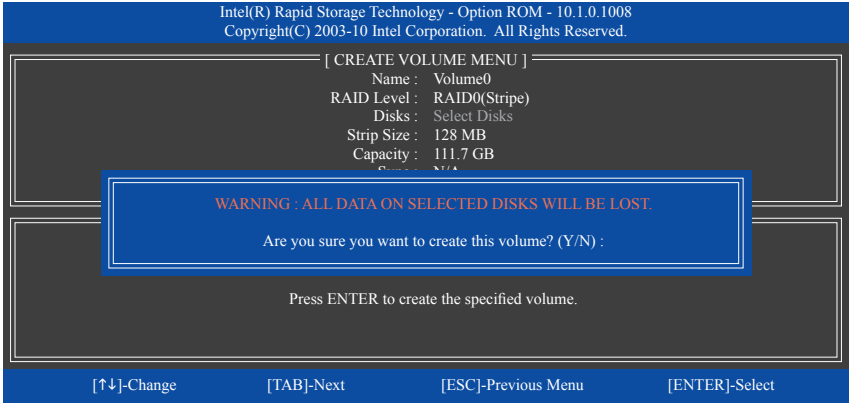 Intel(R) Rapid Storage Technology - Option ROM - 10.1.0.1008
Copyright(C) 2003-10 Intel Corporation. All Rights Reserved.
[ CREATE VOLUME MENU ]
Name : Volume0
RAID Level : RAID0(Stripe)
Disks : Select Disks
Strip Size : 128 MB
Capacity : 111.7 GB
Sync : N/A
WARNING : ALL DATA ON SELECTED DISKS WILL BE LOST.
Are you sure you want to create this volume? (Y/N) :
Press ENTER to create the specified volume.
[↑↓]-Change [TAB]-Next [ESC]-Previous Menu [ENTER]-Select